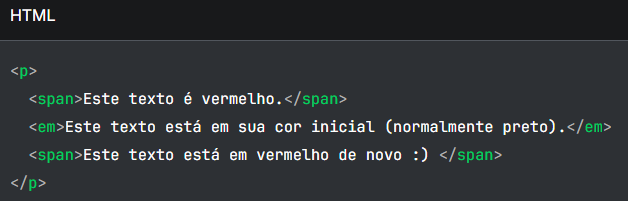 HTML
<p>
<span>Este texto é vermelho.</span>
<em>Este texto está em sua cor inicial (normalmente preto).</em>
<span>Este texto está em vermelho de novo :) </span>
</p>